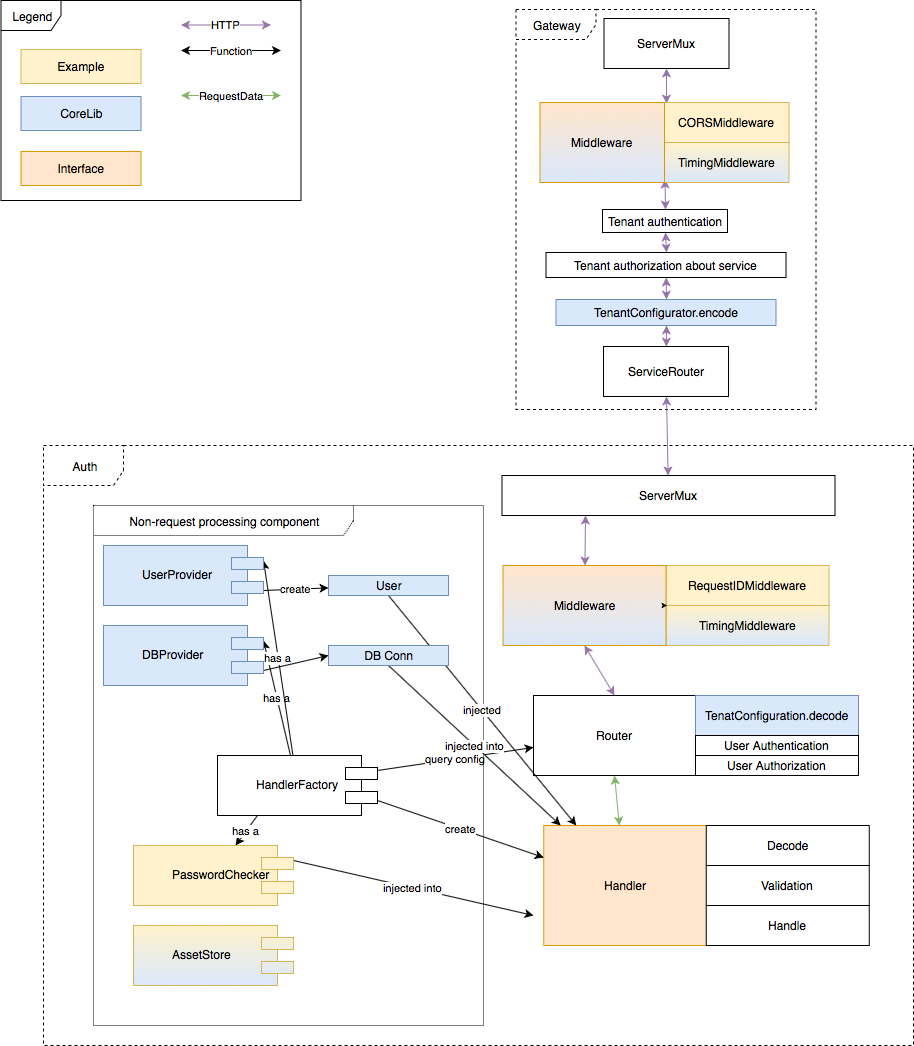 Legend
HTTP
Function
RequestData
Example
CoreLib
Interface
Gateway
ServerMux
Middleware
CORSMiddleware
TimingMiddleware
Tenant authentication
Tenant authorization about service
TenantConfigurator.encode
ServiceRouter
Auth
ServerMux
Non-request processing component
UserProvider
create
User
DBProvider
has a
DB Conn
has a
injected
Middleware
RequestIDMiddleware
TimingMiddleware
Router
TenatConfiguration.decode
User Authentication
User Authorization
injected into
query config
HandlerFactory
has a
create
PasswordChecker
injected into
AssetStore
Handler
Decode
Validation
Handle